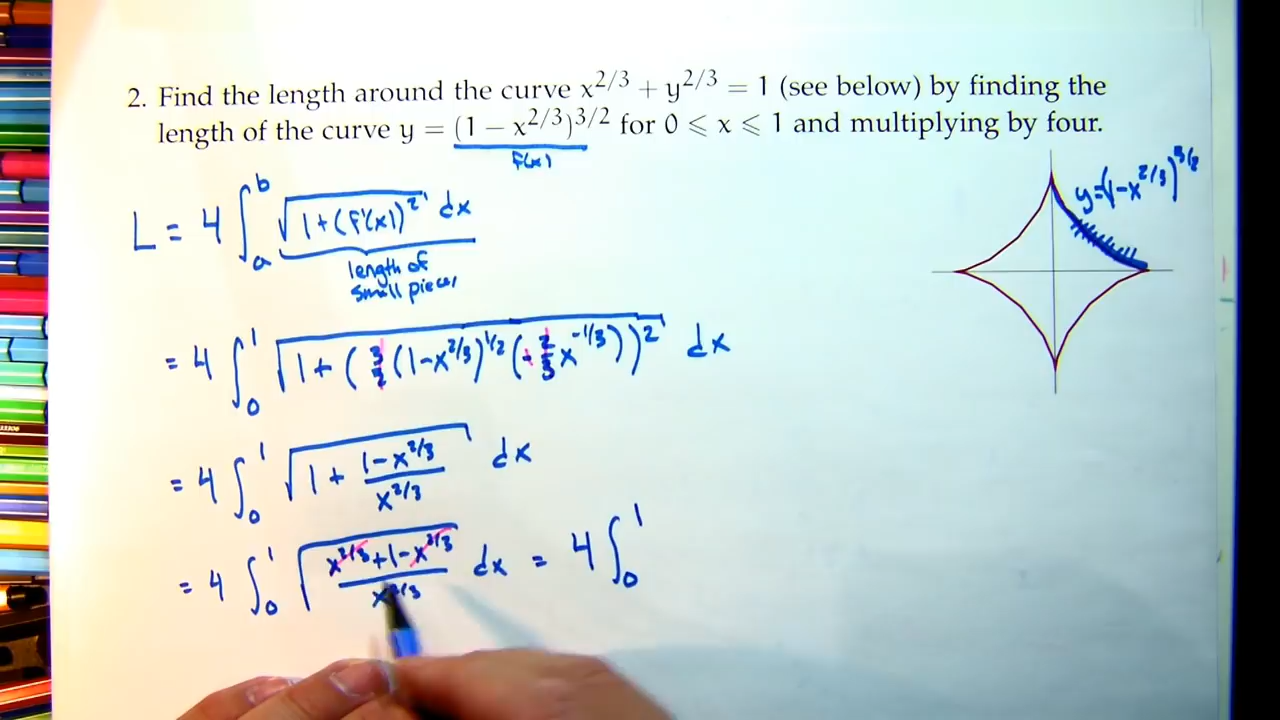 2. Find the length around the curve x^{2/3} + y^{2/3} = 1 (see below) by finding the
length of the curve y = (1 − x^{2/3})^{3/2} for 0 ⩽ x ⩽ 1 and multiplying by four.
f(x)
y=(1-x^{2/3})^{3/2}
L = 4 ∫_a^b √(1+(f'(x))^2) dx
length of
small pieces
= 4 ∫_0^1 √(1+(3/2(1-x^{2/3})^{1/2}(-2/3 x^{-1/3}))^2) dx
= 4 ∫_0^1 √(1+(1-x^{2/3})/x^{2/3}) dx
= 4 ∫_0^1 √((x^{2/3}+1-x^{2/3})/x^{2/3}) dx = 4 ∫_0^1